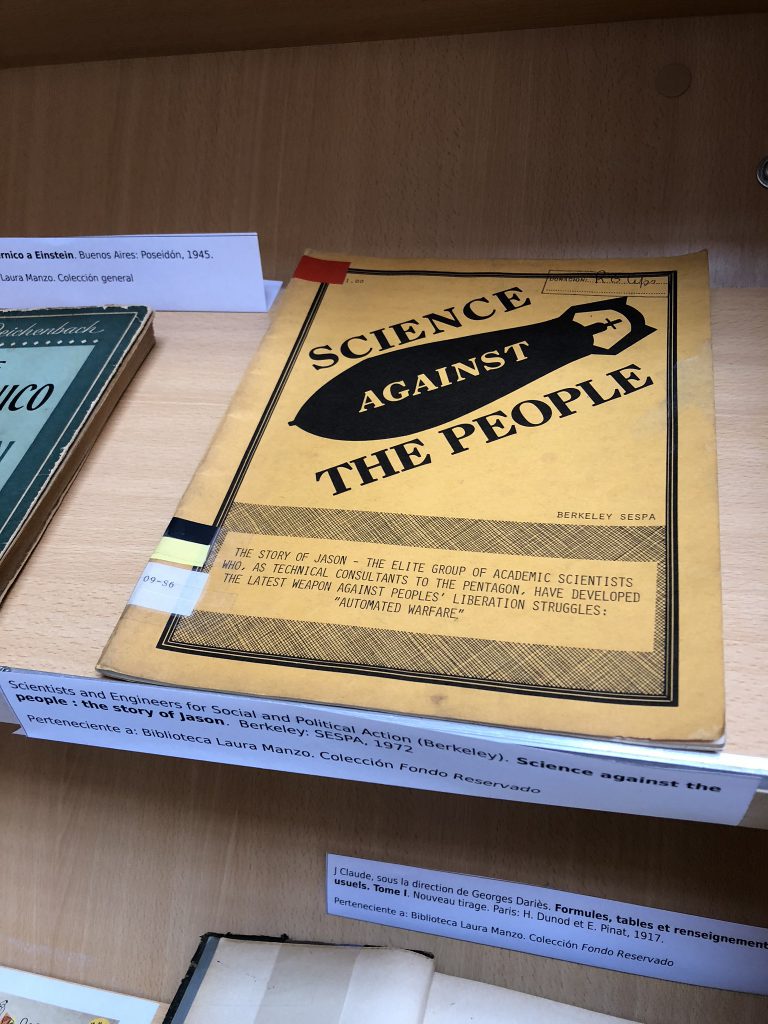 rnico a Einstein. Buenos Aires: Poseidón, 1945.
Laura Manzo. Colección general
Reichenbach
UCO
1.00
DONACION:
SCIENCE
AGAINST
THE PEOPLE
BERKELEY SESPA
THE STORY OF JASON - THE ELITE GROUP OF ACADEMIC SCIENTISTS
WHO, AS TECHNICAL CONSULTANTS TO THE PENTAGON, HAVE DEVELOPED
THE LATEST WEAPON AGAINST PEOPLES' LIBERATION STRUGGLES:
"AUTOMATED WARFARE"
09-S6
Scientists and Engineers for Social and Political Action (Berkeley). Science against the
people : the story of Jason. Berkeley: SESPA, 1972
Perteneciente a: Biblioteca Laura Manzo. Colección Fondo Reservado
J Claude, sous la direction de Georges Dariès. Formules, tables et renseignement
usuels. Tome I. Nouveau tirage. Paris: H. Dunod et E. Pinat, 1917.
Perteneciente a: Biblioteca Laura Manzo. Colección Fondo Reservado